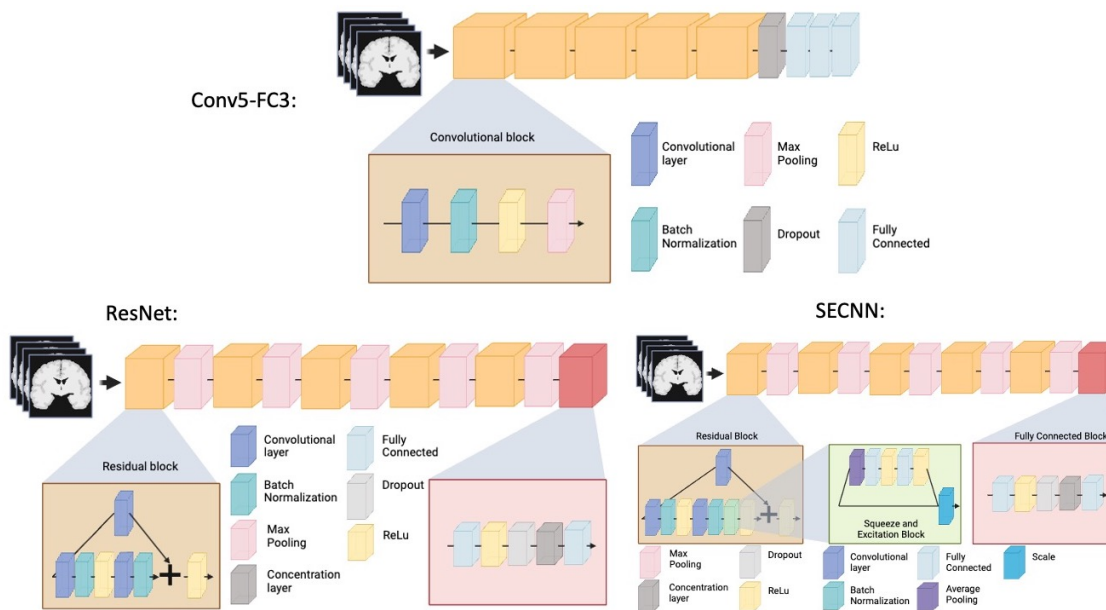 Conv5-FC3:
Convolutional block
Convolutional
layer
Max
Pooling
ReLu
Batch
Normalization
Dropout
Fully
Connected
ResNet:
Residual block
Convolutional
layer
Fully
Connected
Batch
Normalization
Dropout
Max
Pooling
ReLu
Concentration
layer
SECNN:
Residual Block
Squeeze and
Excitation Block
Fully Connected Block
Max
Pooling
Dropout
Convolutional
layer
Fully
Connected
Scale
Concentration
layer
ReLu
Batch
Normalization
Average
Pooling